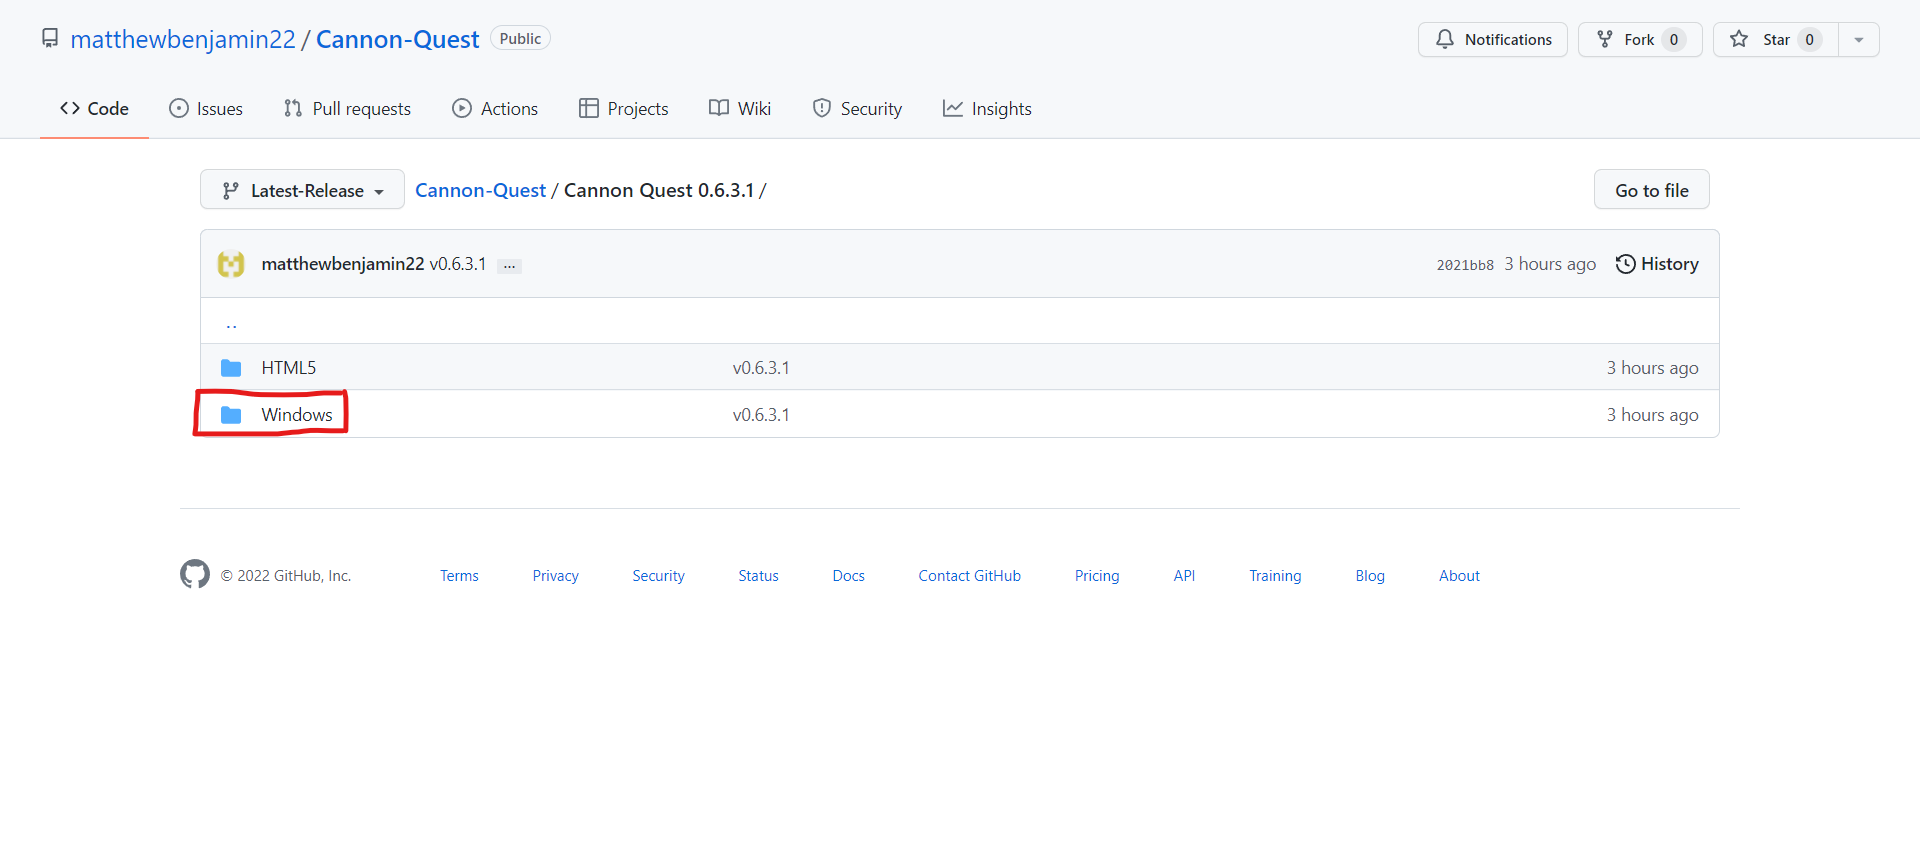 matthewbenjamin22 / Cannon-Quest Public
Notifications Fork 0 Star 0
Code Issues Pull requests Actions Projects Wiki Security Insights
Latest-Release Cannon-Quest / Cannon Quest 0.6.3.1 / Go to file
matthewbenjamin22 v0.6.3.1 ... 2021bb8 3 hours ago History
..
HTML5 v0.6.3.1 3 hours ago
Windows v0.6.3.1 3 hours ago
© 2022 GitHub, Inc. Terms Privacy Security Status Docs Contact GitHub Pricing API Training Blog About